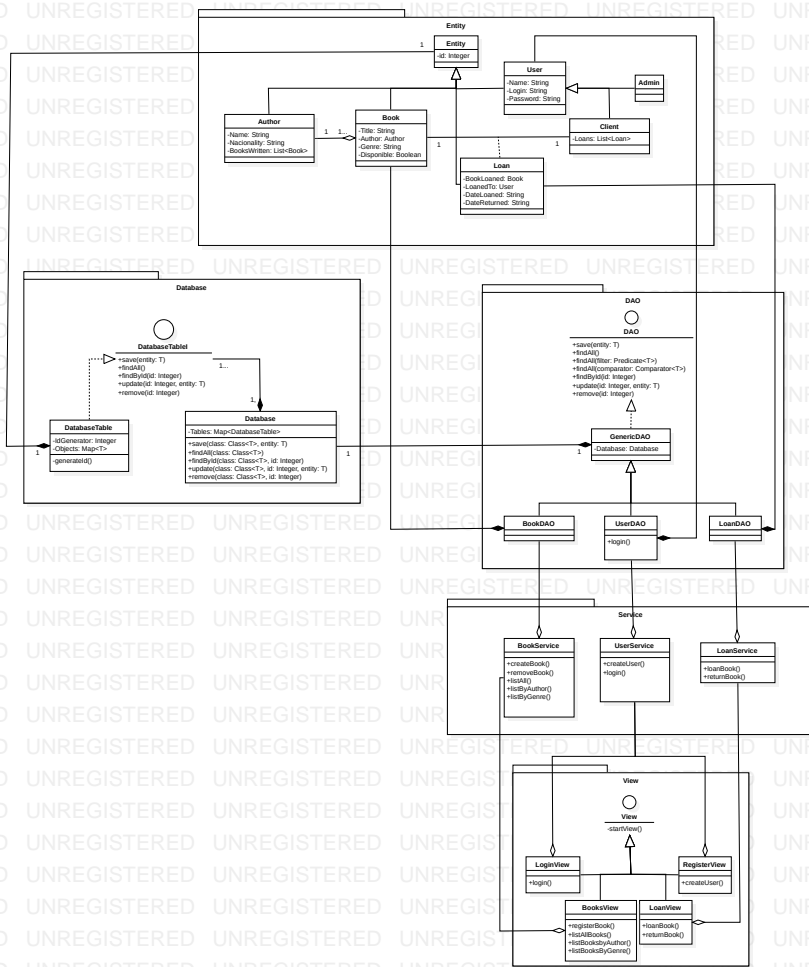 Entity
1
Entity
-id: Integer
User
-Name: String
-Login: String
-Password: String
Admin
Author
-Name: String
-Nacionality: String
-BooksWritten: List<Book>
1
1...
Book
-Title: String
-Author: Author
-Genre: String
-Disponible: Boolean
1
1
Client
-Loans: List<Loan>
Loan
-BookLoaned: Book
-LoanedTo: User
-DateLoaned: String
-DateReturned: String
Database
DatabaseTableI
+save(entity: T)
+findAll()
+findById(id: Integer)
+update(id: Integer, entity: T)
+remove(id: Integer)
1...
1,
DatabaseTable
-IdGenerator: Integer
-Objects: Map<T>
-generateId()
1
Database
-Tables: Map<DatabaseTable>
+save(class: Class<T>, entity: T)
+findAll(class: Class<T>)
+findById(class: Class<T>, id: Integer)
+update(class: Class<T>, id: Integer, entity: T)
+remove(class: Class<T>, id: Integer)
1
DAO
DAO
+save(entity: T)
+findAll()
+findAll(filter: Predicate<T>)
+findAll(comparator: Comparator<T>)
+findById(id: Integer)
+update(id: Integer, entity: T)
+remove(id: Integer)
1
GenericDAO
-Database: Database
BookDAO
UserDAO
+login()
LoanDAO
Service
BookService
+createBook()
+removeBook()
+listAll()
+listByAuthor()
+listByGenre()
UserService
+createUser()
+login()
LoanService
+loanBook()
+returnBook()
View
View
-startView()
LoginView
+login()
RegisterView
+createUser()
BooksView
+registerBook()
+listAllBooks()
+listBooksbyAuthor()
+listBooksByGenre()
LoanView
+loanBook()
+returnBook()
UNREGISTERED